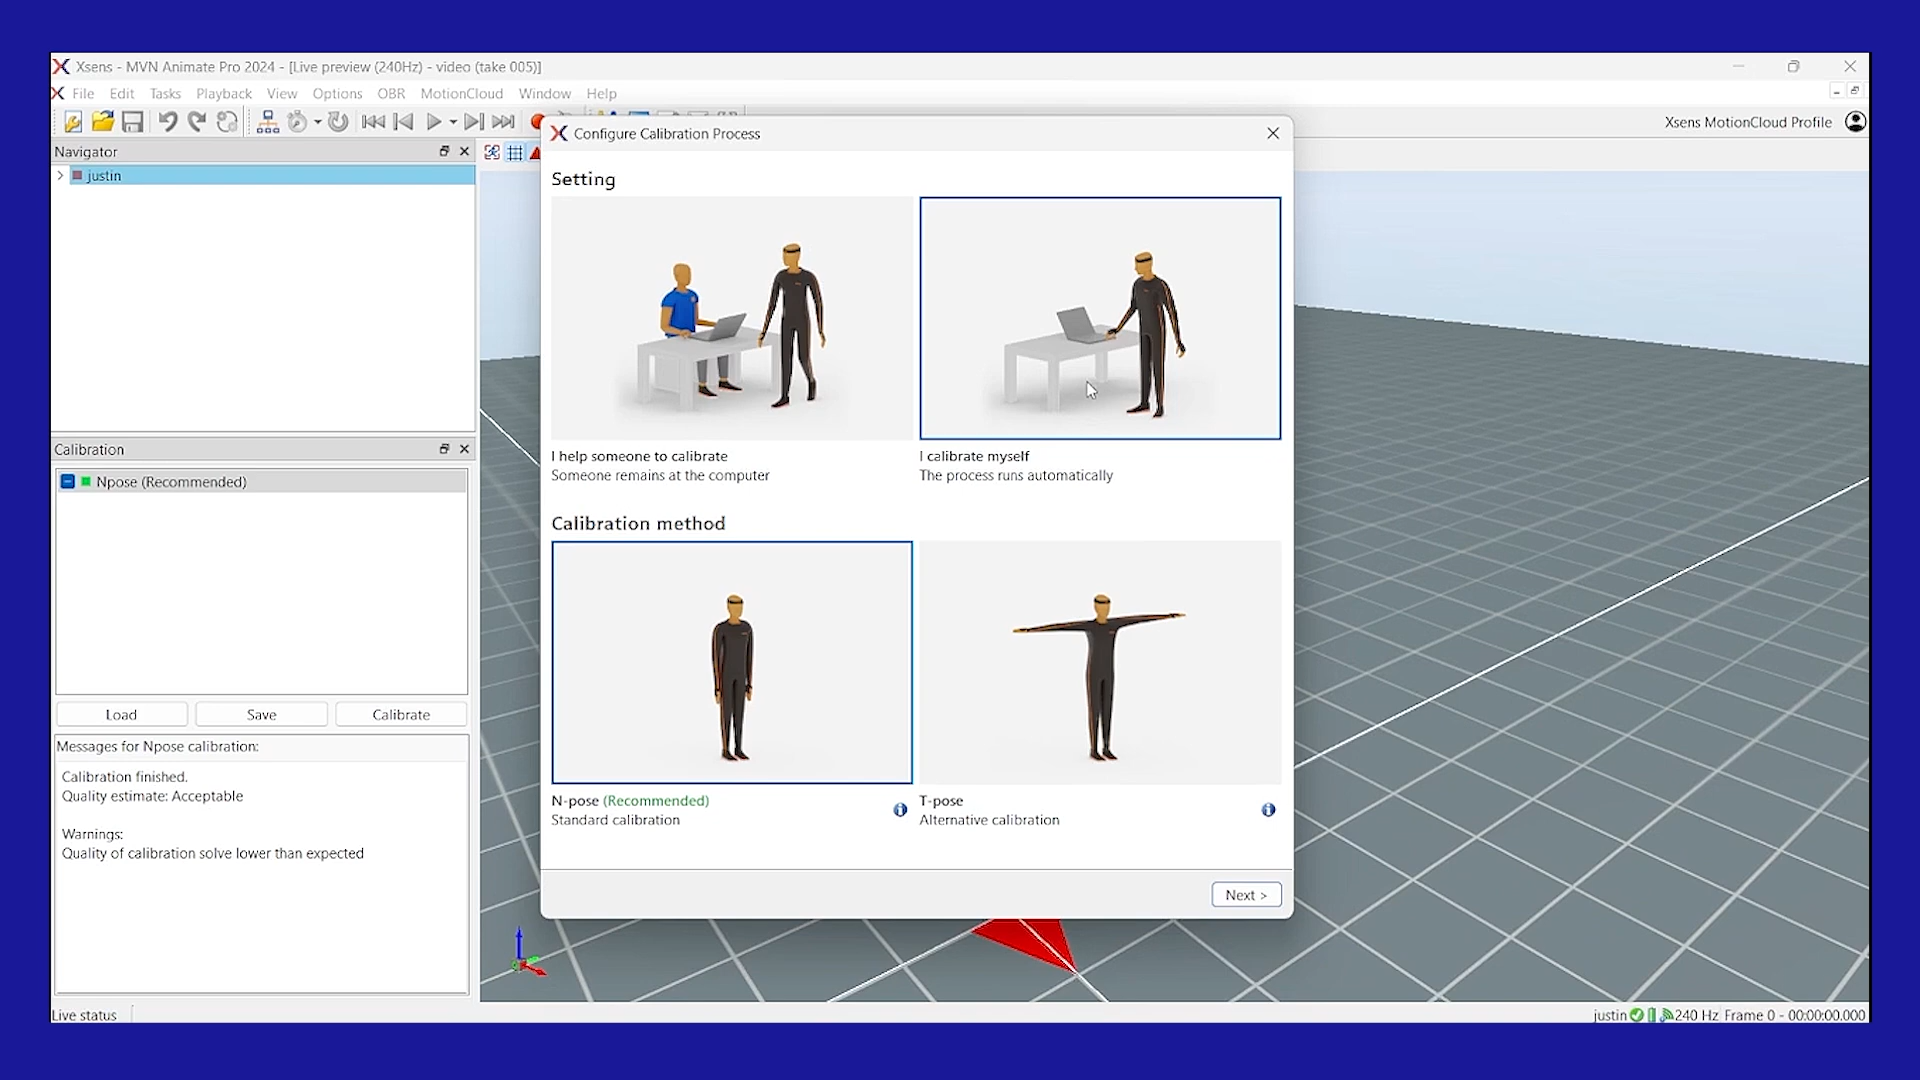 Xsens - MVN Animate Pro 2024 - [Live preview (240Hz) - video (take 005)]
File Edit Tasks Playback View Options OBR MotionCloud Window Help
Xsens MotionCloud Profile
Navigator
justin
Calibration
Npose (Recommended)
Load Save Calibrate
Messages for Npose calibration:
Calibration finished.
Quality estimate: Acceptable
Warnings:
Quality of calibration solve lower than expected
Configure Calibration Process
Setting
I help someone to calibrate
Someone remains at the computer
I calibrate myself
The process runs automatically
Calibration method
N-pose (Recommended)
Standard calibration
T-pose
Alternative calibration
Next >
Live status
justin 240 Hz Frame 0 - 00:00:00.000